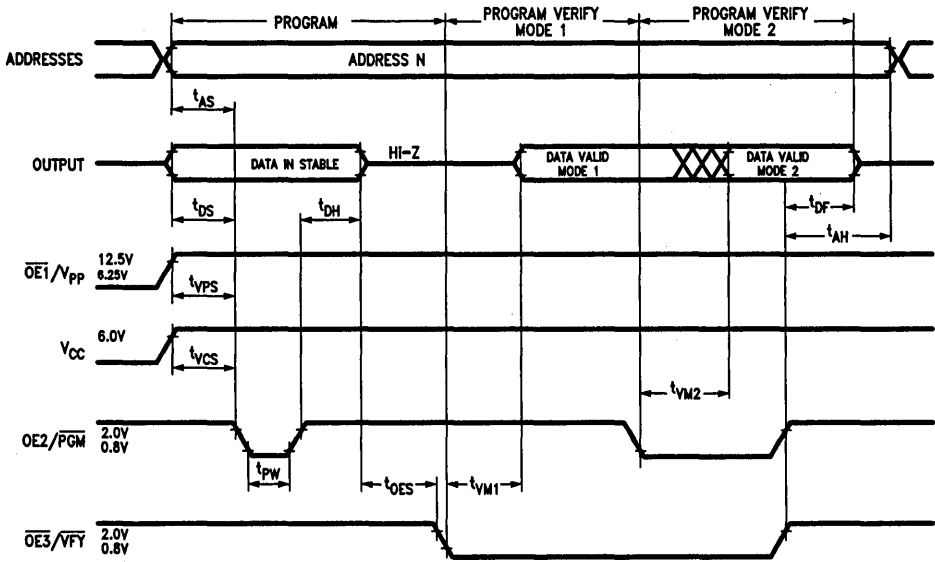 PROGRAM
PROGRAM VERIFY
MODE 1
PROGRAM VERIFY
MODE 2
ADDRESSES
ADDRESS N
tAS
OUTPUT
DATA IN STABLE
Hi-Z
DATA VALID
MODE 1
DATA VALID
MODE 2
tDS
tDH
tDF
tAH
OE1/VPP
12.5V
6.25V
tVPS
VCC
6.0V
tVCS
tVM2
OE2/PGM
2.0V
0.8V
tPW
tOES
tVM1
OE3/VFY
2.0V
0.8V